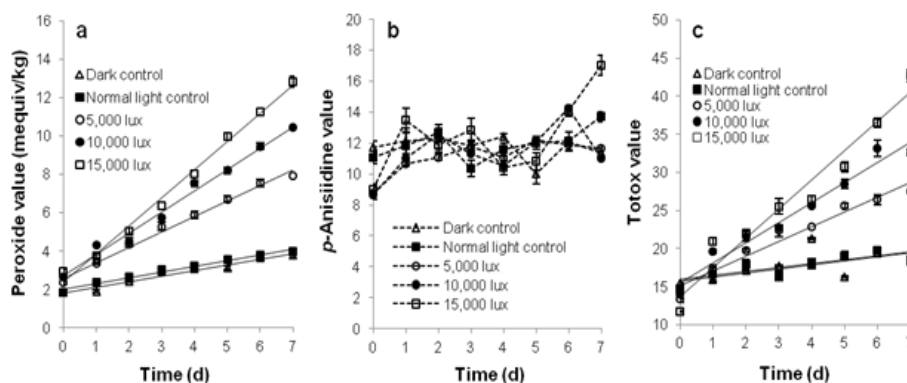 a
Peroxide value (mequiv/kg)
16
14
12
10
8
6
4
2
0
Dark control
Normal light control
5,000 lux
10,000 lux
15,000 lux
0 1 2 3 4 5 6 7
Time (d)
b
p-Anisiidine value
18
16
14
12
10
8
6
4
2
0
Dark control
Normal light control
5,000 lux
10,000 lux
15,000 lux
0 1 2 3 4 5 6 7
Time (d)
c
Totox value
45
40
35
30
25
20
15
10
Dark control
Normal light control
5,000 lux
10,000 lux
15,000 lux
0 1 2 3 4 5 6 7
Time (d)